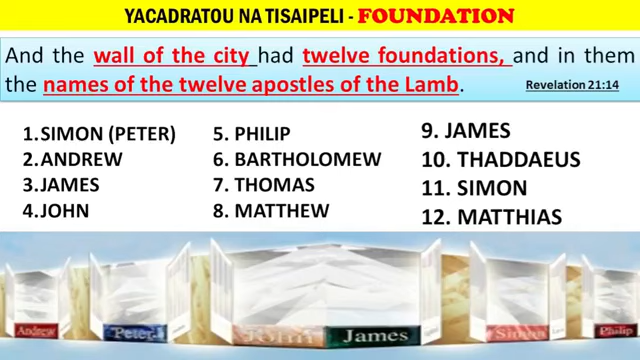 YACADRATOU NA TISAIPELI - FOUNDATION
And the wall of the city had twelve foundations, and in them
the names of the twelve apostles of the Lamb.
Revelation 21:14
1.SIMON (PETER)
2.ANDREW
3.JAMES
4.JOHN
5. PHILIP
6. BARTHOLOMEW
7. THOMAS
8. MATTHEW
9. JAMES
10. THADDAEUS
11. SIMON
12. MATTHIAS
Andrew
Peter
John
James
Simon
Philip